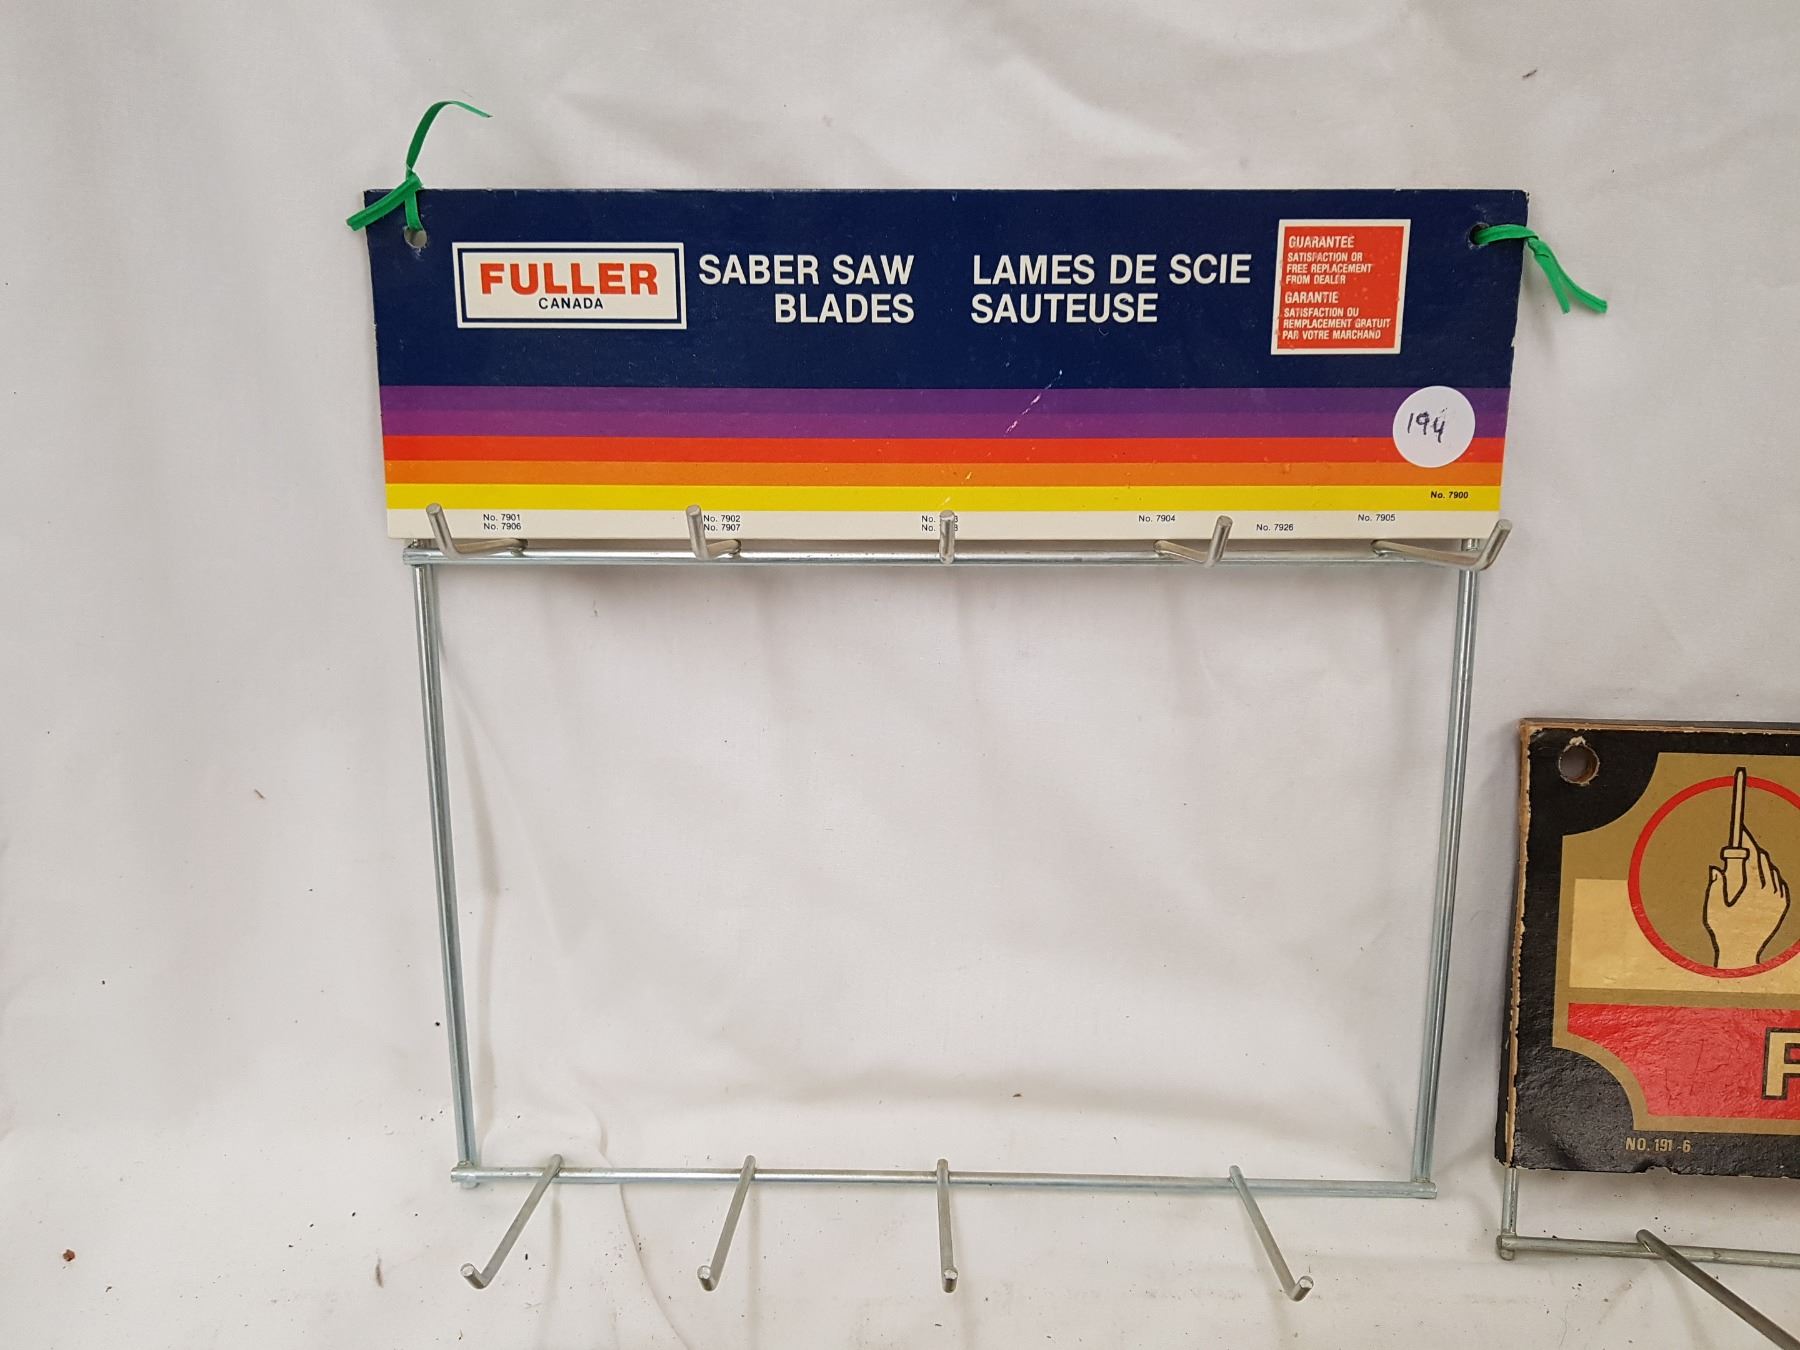 FULLER
CANADA
SABER SAW
BLADES
LAMES DE SCIE
SAUTEUSE
GUARANTEE
SATISFACTION OR
FREE REPLACEMENT
FROM DEALER
GARANTIE
SATISFACTION OU
REMPLACEMENT GRATUIT
PAR VOTRE MARCHAND
194
No. 7900
No. 7901
No. 7906
No. 7902
No. 7907
No.
No.
No. 7904
No. 7926
No. 7905
NO. 191-6